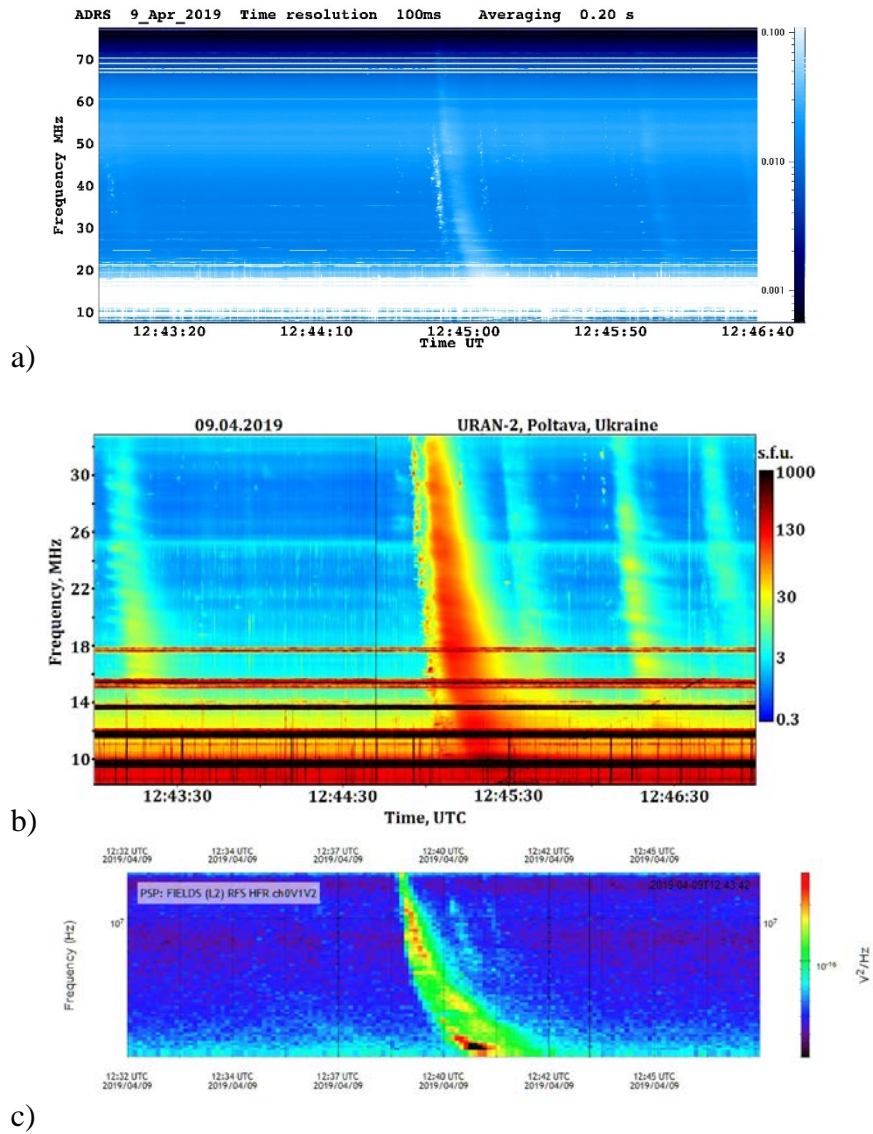 ADRS 9_Apr_2019 Time resolution 100ms Averaging 0.20 s
Frequency MHz
70
60
50
40
30
20
10
0.100
0.010
0.001
12:43:20 12:44:10 12:45:00 12:45:50 12:46:40
Time UT
a)
09.04.2019 URAN-2, Poltava, Ukraine
s.f.u.
Frequency, MHz
30
26
22
18
14
10
1000
130
30
3
0.3
12:43:30 12:44:30 12:45:30 12:46:30
Time, UTC
b)
12:32 UTC 12:34 UTC 12:37 UTC 12:40 UTC 12:42 UTC 12:45 UTC
2019/04/09 2019/04/09 2019/04/09 2019/04/09 2019/04/09 2019/04/09
PSP: FIELDS (L2) RFS HFR ch0V1V2 2019-04-09T12:43:42
Frequency (Hz)
10⁷ 10⁷
10⁻¹⁶
V²/Hz
12:32 UTC 12:34 UTC 12:37 UTC 12:40 UTC 12:42 UTC 12:45 UTC
2019/04/09 2019/04/09 2019/04/09 2019/04/09 2019/04/09 2019/04/09
c)